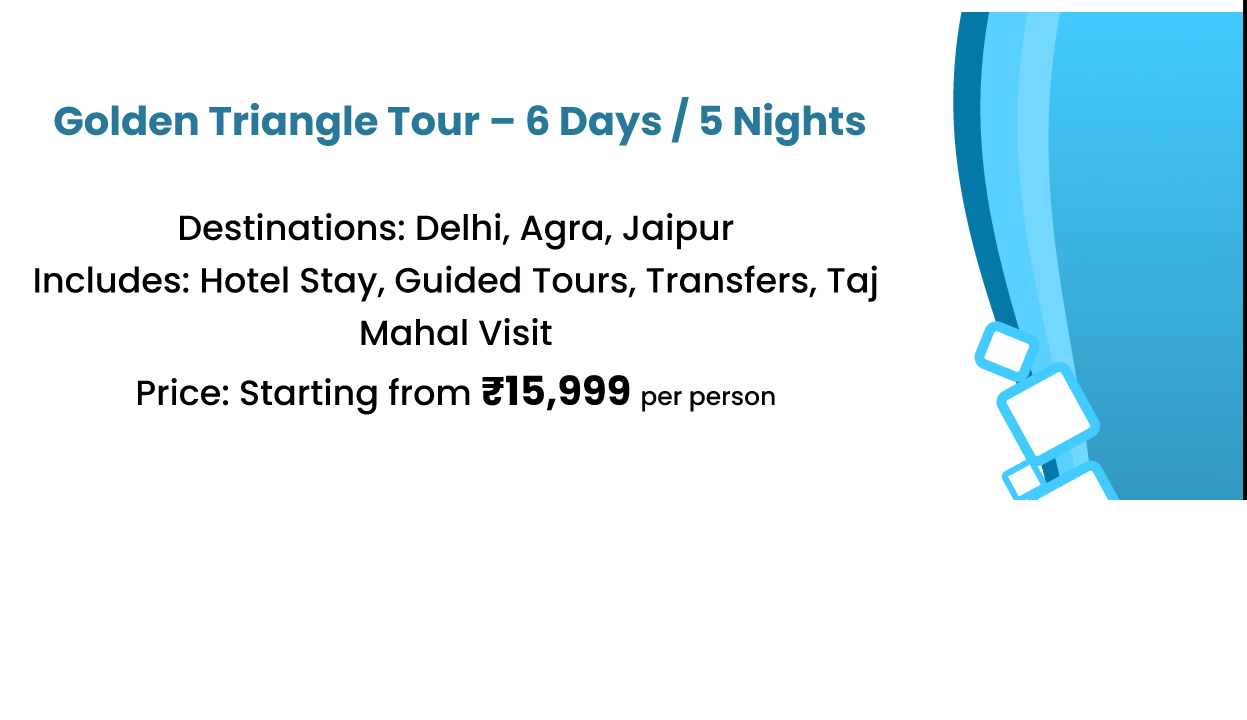 Golden Triangle Tour – 6 Days / 5 Nights
Destinations: Delhi, Agra, Jaipur
Includes: Hotel Stay, Guided Tours, Transfers, Taj
Mahal Visit
Price: Starting from ₹15,999 per person